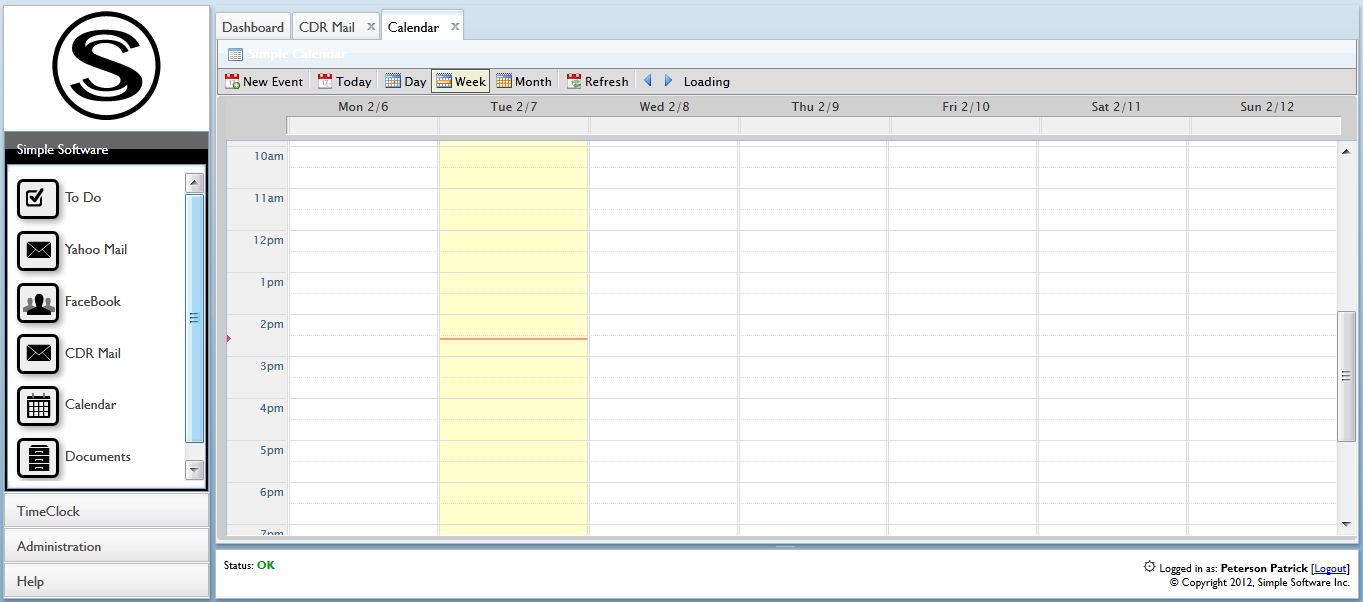 S
Simple Software
To Do
Yahoo Mail
FaceBook
CDR Mail
Calendar
Documents
TimeClock
Administration
Help
Dashboard CDR Mail x Calendar x
Simple Calendar
New Event Today Day Week Month Refresh Loading
Mon 2/6 Tue 2/7 Wed 2/8 Thu 2/9 Fri 2/10 Sat 2/11 Sun 2/12
10am
11am
12pm
1pm
2pm
3pm
4pm
5pm
6pm
7pm
Status: OK
Logged in as: Peterson Patrick [Logout]
© Copyright 2012, Simple Software Inc.